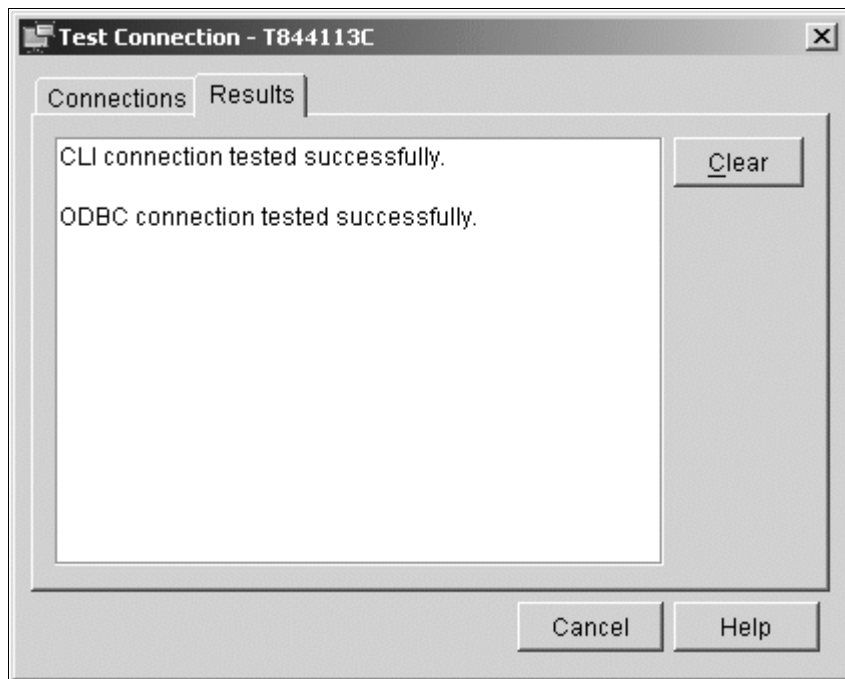 Test Connection - T844113C
Connections Results
CLI connection tested successfully.
Clear
ODBC connection tested successfully.
Cancel Help